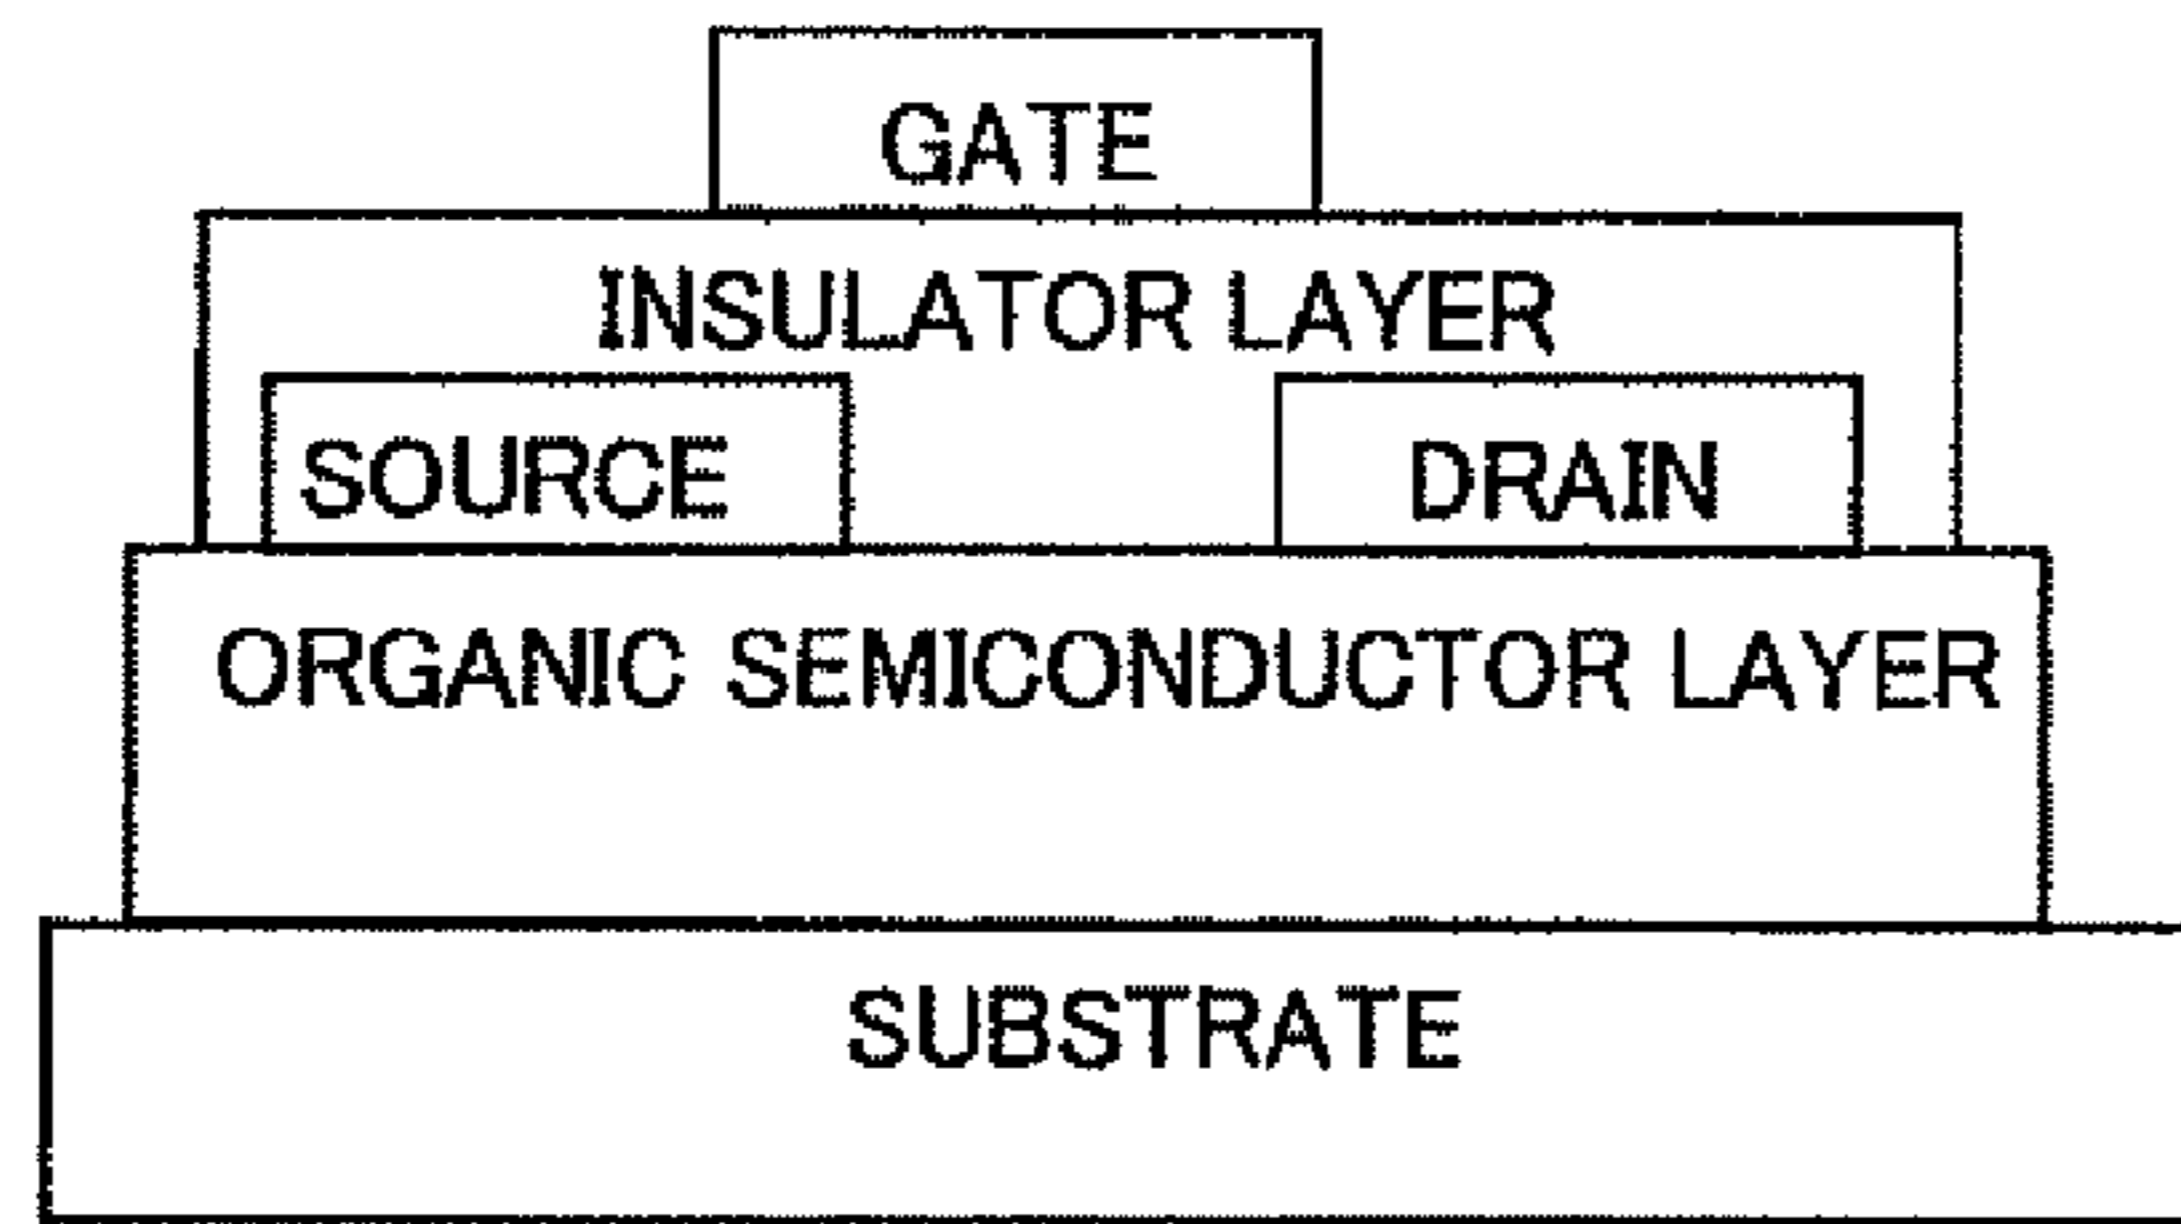 GATE
INSULATOR LAYER
SOURCE
DRAIN
ORGANIC SEMICONDUCTOR LAYER
SUBSTRATE